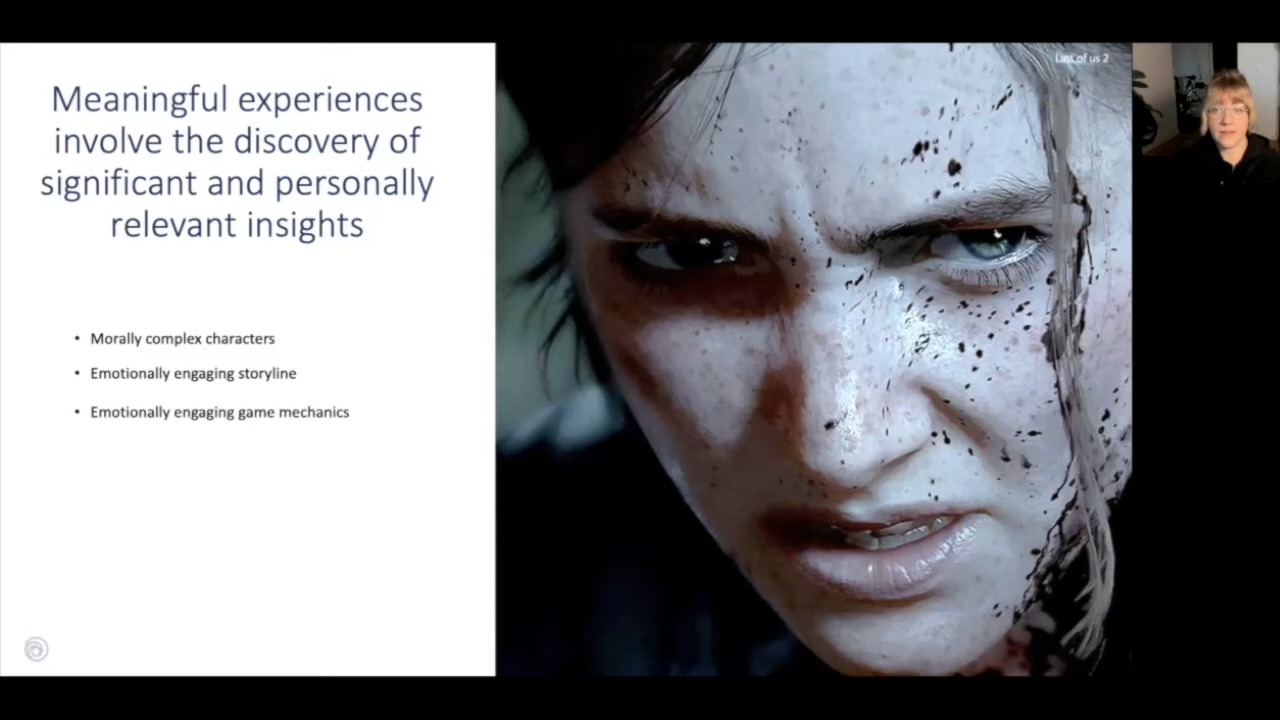 Meaningful experiences
involve the discovery of
significant and personally
relevant insights
• Morally complex characters
• Emotionally engaging storyline
• Emotionally engaging game mechanics
Last of us 2